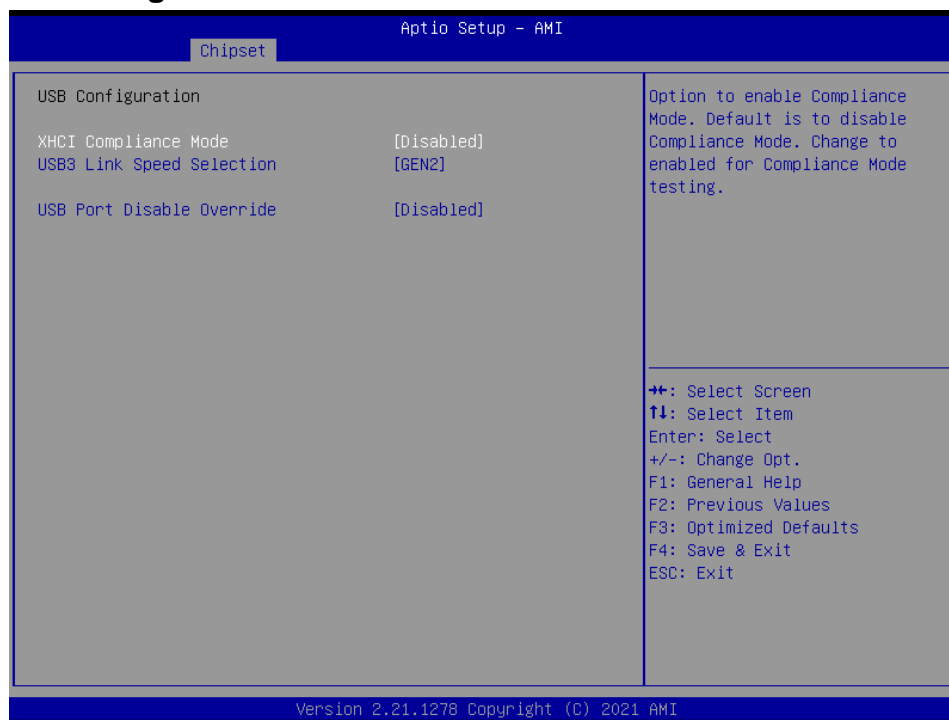 Aptio Setup – AMI
Chipset
USB Configuration
XHCI Compliance Mode [Disabled]
USB3 Link Speed Selection [GEN2]
USB Port Disable Override [Disabled]
Option to enable Compliance
Mode. Default is to disable
Compliance Mode. Change to
enabled for Compliance Mode
testing.
→←: Select Screen
↑↓: Select Item
Enter: Select
+/-: Change Opt.
F1: General Help
F2: Previous Values
F3: Optimized Defaults
F4: Save & Exit
ESC: Exit
Version 2.21.1278 Copyright (C) 2021 AMI